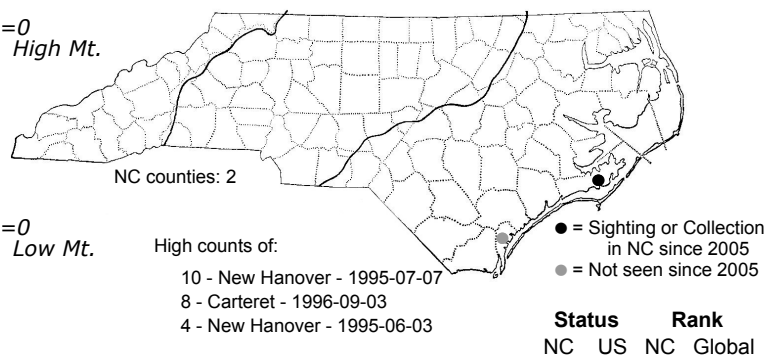 =0
High Mt.
NC counties: 2
=0
Low Mt.
High counts of:
10 - New Hanover - 1995-07-07
8 - Carteret - 1996-09-03
4 - New Hanover - 1995-06-03
● = Sighting or Collection
in NC since 2005
● = Not seen since 2005
Status Rank
NC US NC Global